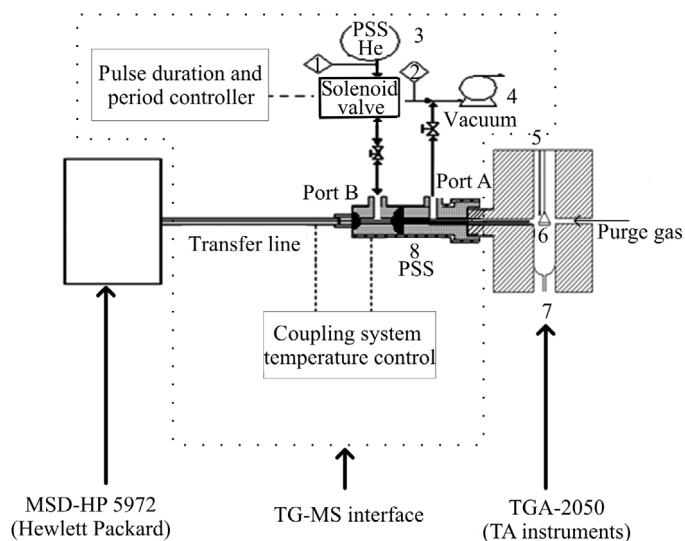 PSS
He
3
1
2
Pulse duration and
period controller
Solenoid
valve
4
Vacuum
5
Port B
Port A
Transfer line
6
Purge gas
8
PSS
7
Coupling system
temperature control
MSD-HP 5972
(Hewlett Packard)
TG-MS interface
TGA-2050
(TA instruments)